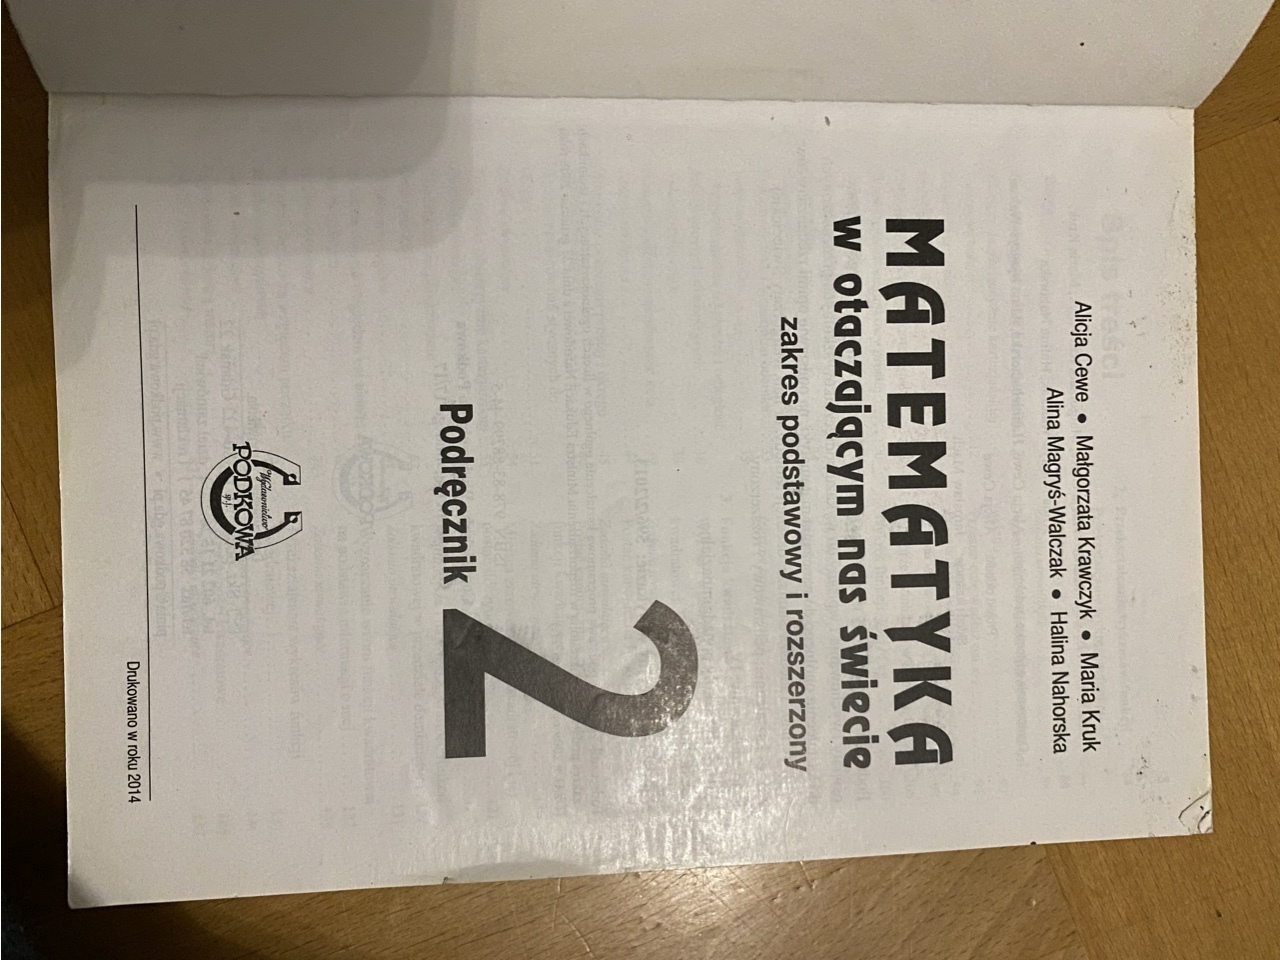 Alicja Cewe • Małgorzata Krawczyk • Maria Kruk
Alina Magryś-Walczak • Halina Nahorska
MATEMATYKA
w otaczającym nas świecie
zakres podstawowy i rozszerzony
Podręcznik 2
Wydawnictwo
PODKOWA
Drukowano w roku 2014